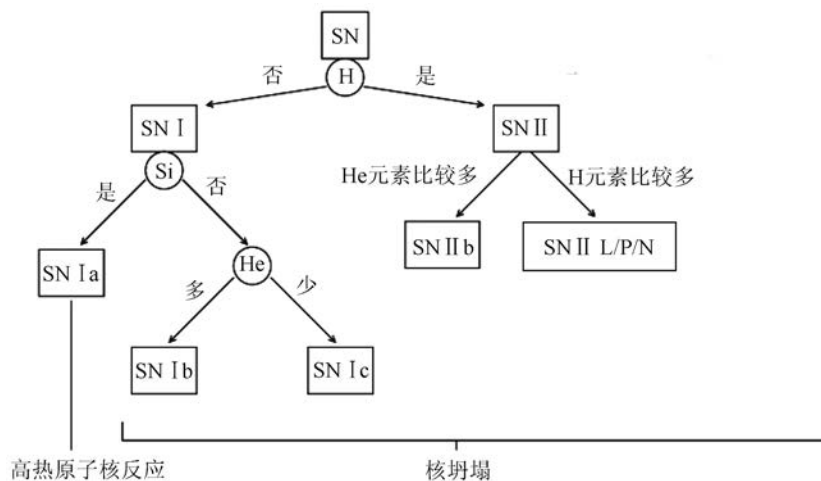 SN
H
否
是
SN Ⅰ
SN Ⅱ
Si
He元素比较多
H元素比较多
是
否
SN Ⅱb
SN Ⅱ L/P/N
SN Ⅰa
He
多
少
SN Ⅰb
SN Ⅰc
高热原子核反应
核坍塌